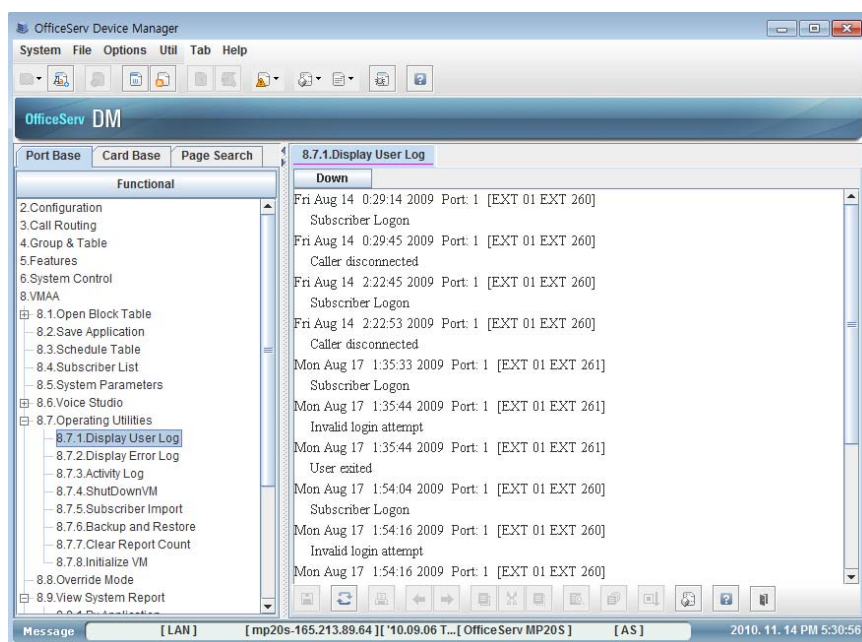 OfficeServ Device Manager
System File Options Util Tab Help
OfficeServ DM
Port Base Card Base Page Search
Functional
2.Configuration
3.Call Routing
4.Group & Table
5.Features
6.System Control
8.VMAA
8.1.Open Block Table
8.2.Save Application
8.3.Schedule Table
8.4.Subscriber List
8.5.System Parameters
8.6.Voice Studio
8.7.Operating Utilities
8.7.1.Display User Log
8.7.2.Display Error Log
8.7.3.Activity Log
8.7.4.ShutDownVM
8.7.5.Subscriber Import
8.7.6.Backup and Restore
8.7.7.Clear Report Count
8.7.8.Initialize VM
8.8.Override Mode
8.9.View System Report
8.7.1.Display User Log
Down
Fri Aug 14 0:29:14 2009 Port: 1 [EXT 01 EXT 260]
Subscriber Logon
Fri Aug 14 0:29:45 2009 Port: 1 [EXT 01 EXT 260]
Caller disconnected
Fri Aug 14 2:22:45 2009 Port: 1 [EXT 01 EXT 260]
Subscriber Logon
Fri Aug 14 2:22:53 2009 Port: 1 [EXT 01 EXT 260]
Caller disconnected
Mon Aug 17 1:35:33 2009 Port: 1 [EXT 01 EXT 261]
Subscriber Logon
Mon Aug 17 1:35:44 2009 Port: 1 [EXT 01 EXT 261]
Invalid login attempt
Mon Aug 17 1:35:44 2009 Port: 1 [EXT 01 EXT 261]
User exited
Mon Aug 17 1:54:04 2009 Port: 1 [EXT 01 EXT 260]
Subscriber Logon
Mon Aug 17 1:54:16 2009 Port: 1 [EXT 01 EXT 260]
Invalid login attempt
Mon Aug 17 1:54:16 2009 Port: 1 [EXT 01 EXT 260]
Message [LAN] [mp20s-165.213.89.64][ '10.09.06 T...[OfficeServ MP20S] [AS] 2010. 11. 14 PM 5:30:56